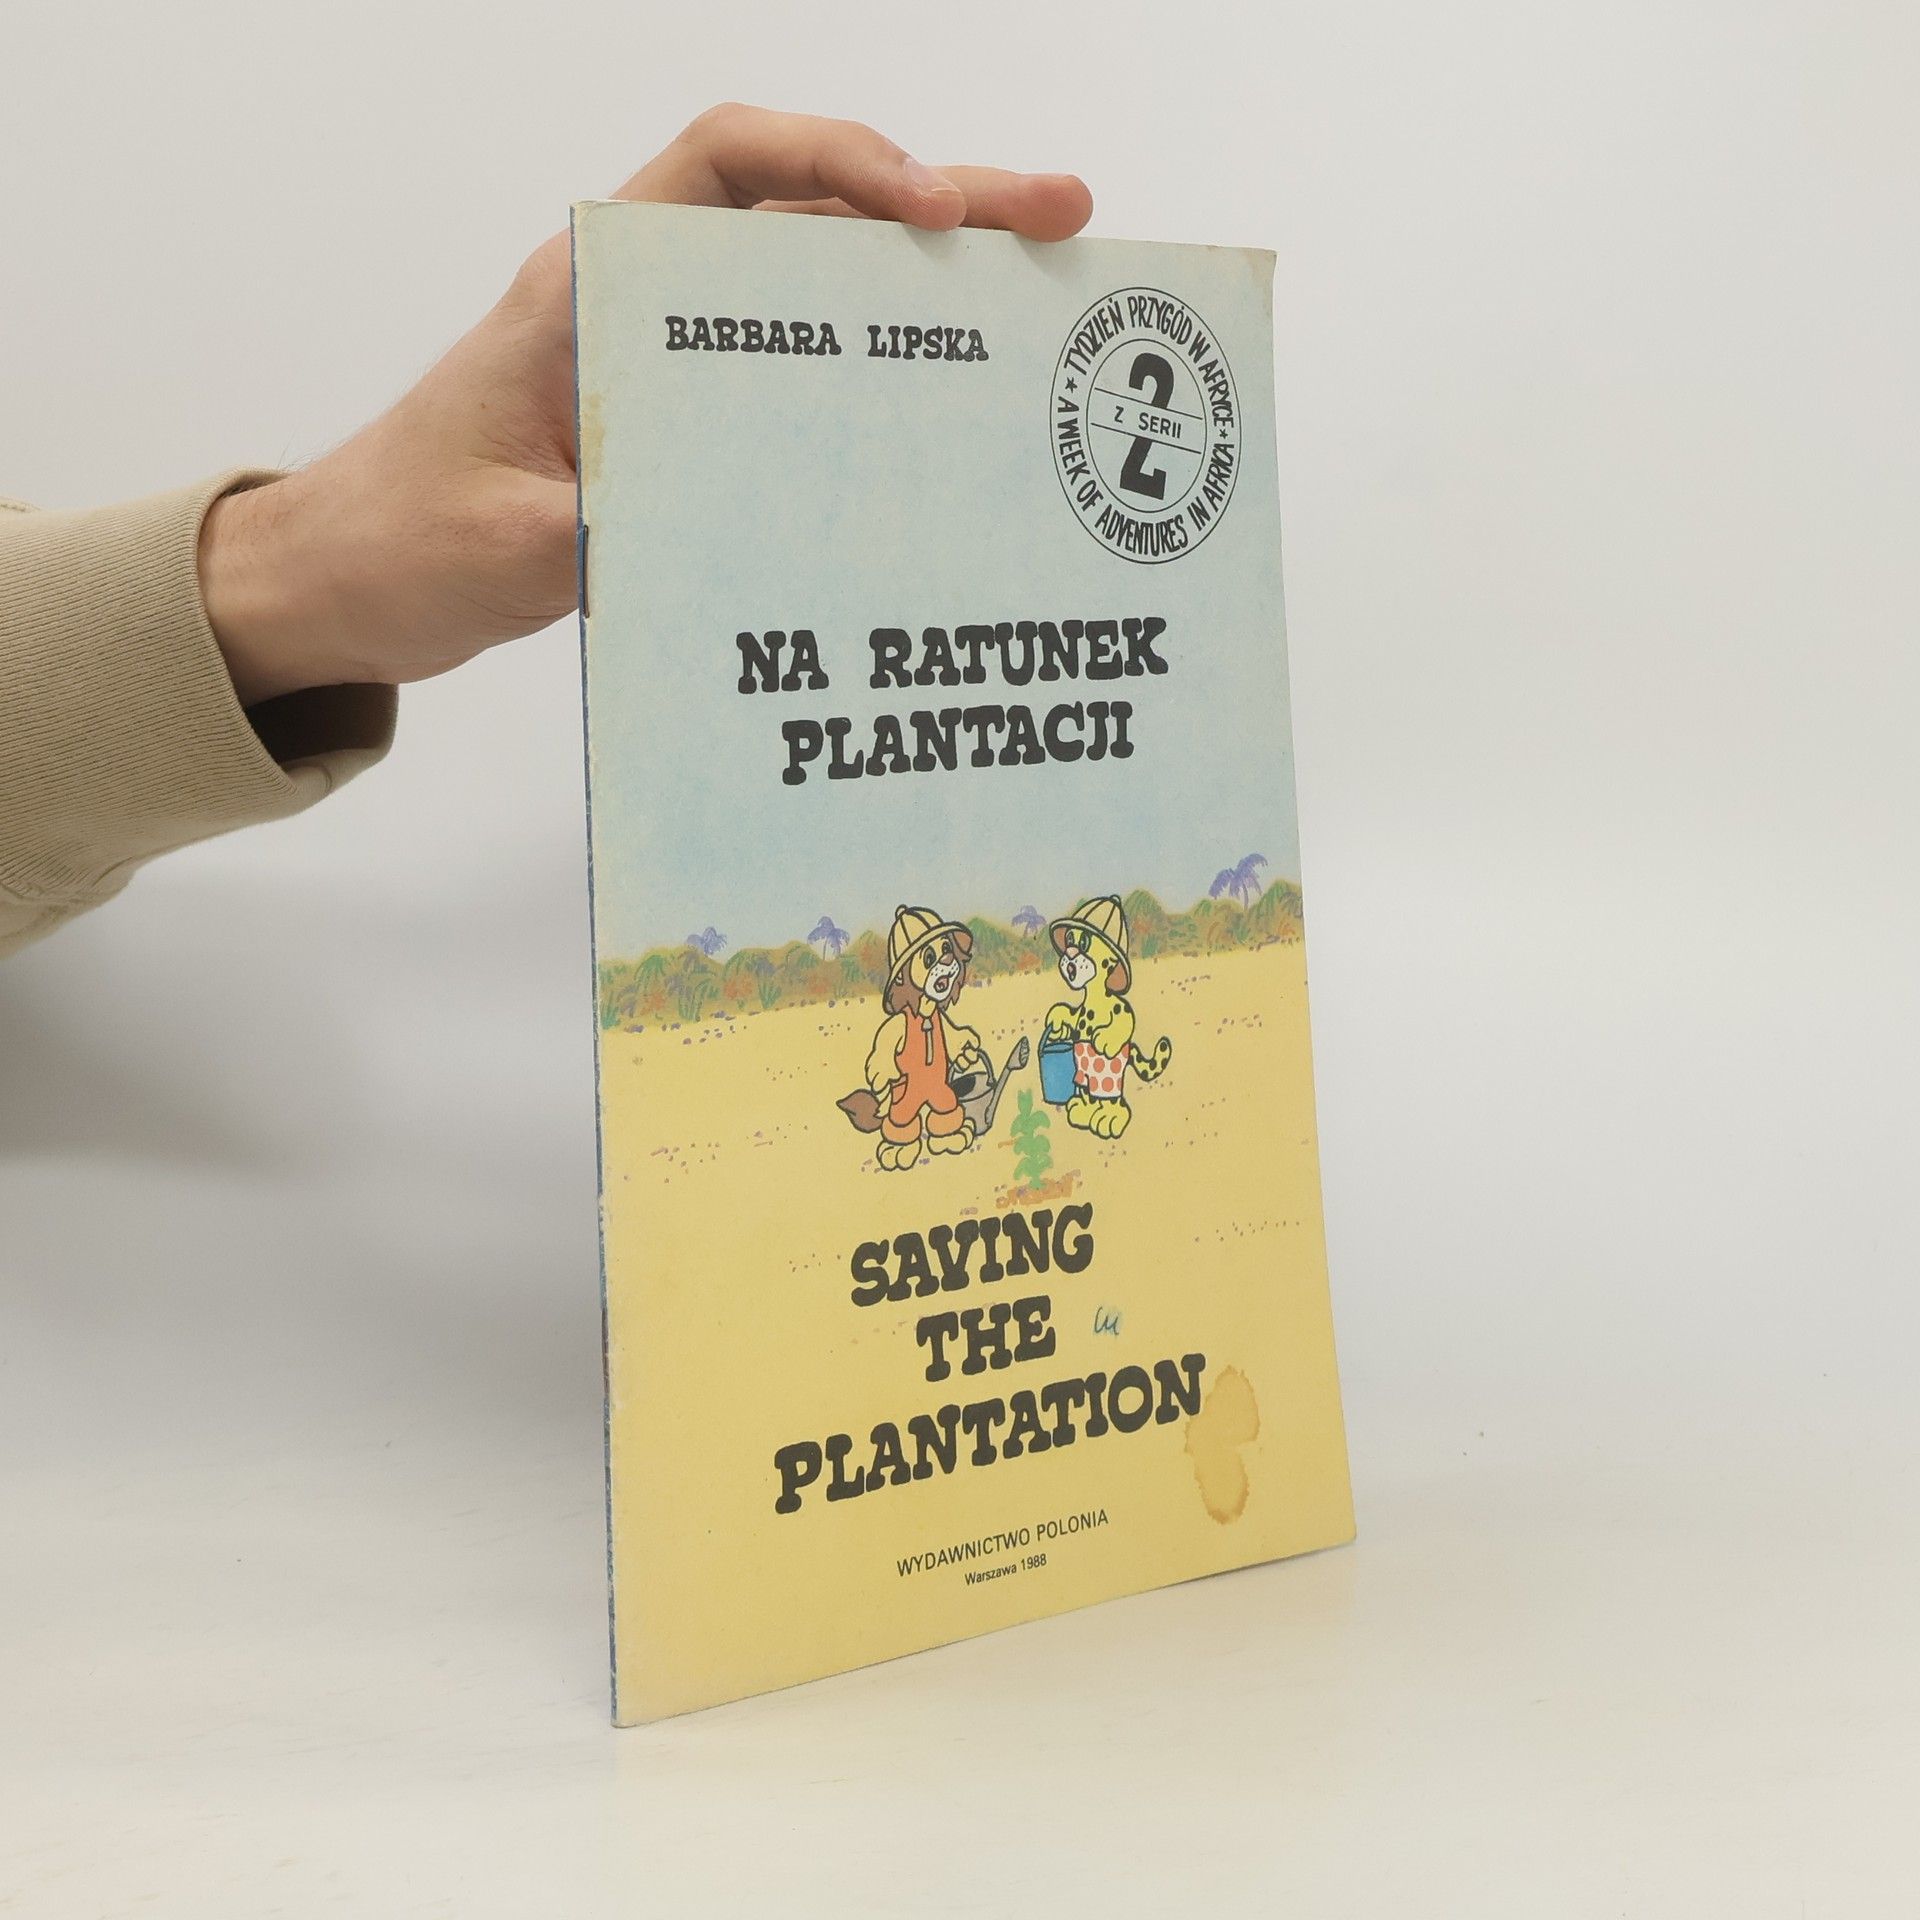 BARBARA LIPSKA
★ TYDZIEŃ PRZYGÓD W AFRYCE ★
A WEEK OF ADVENTURES IN AFRICA
2
Z SERII
NA RATUNEK
PLANTACJI
SAVING
THE
PLANTATION
WYDAWNICTWO POLONIA
Warszawa 1988